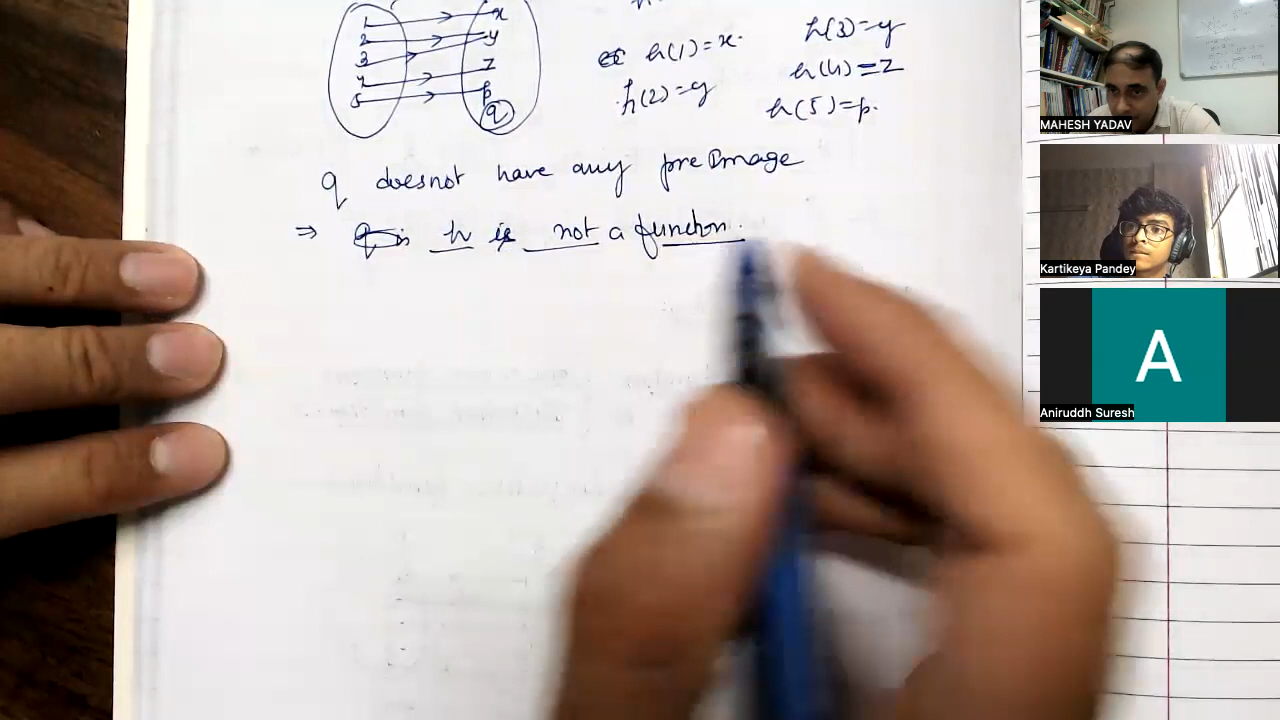 1 x
2 y
3 z
4 p
5 q
h(1)=x. h(3)=y
h(2)=y h(4)=z
h(5)=p.
q doesnot have any preImage
⇒ h is not a function.
MAHESH YADAV
Kartikeya Pandey
A
Aniruddh Suresh